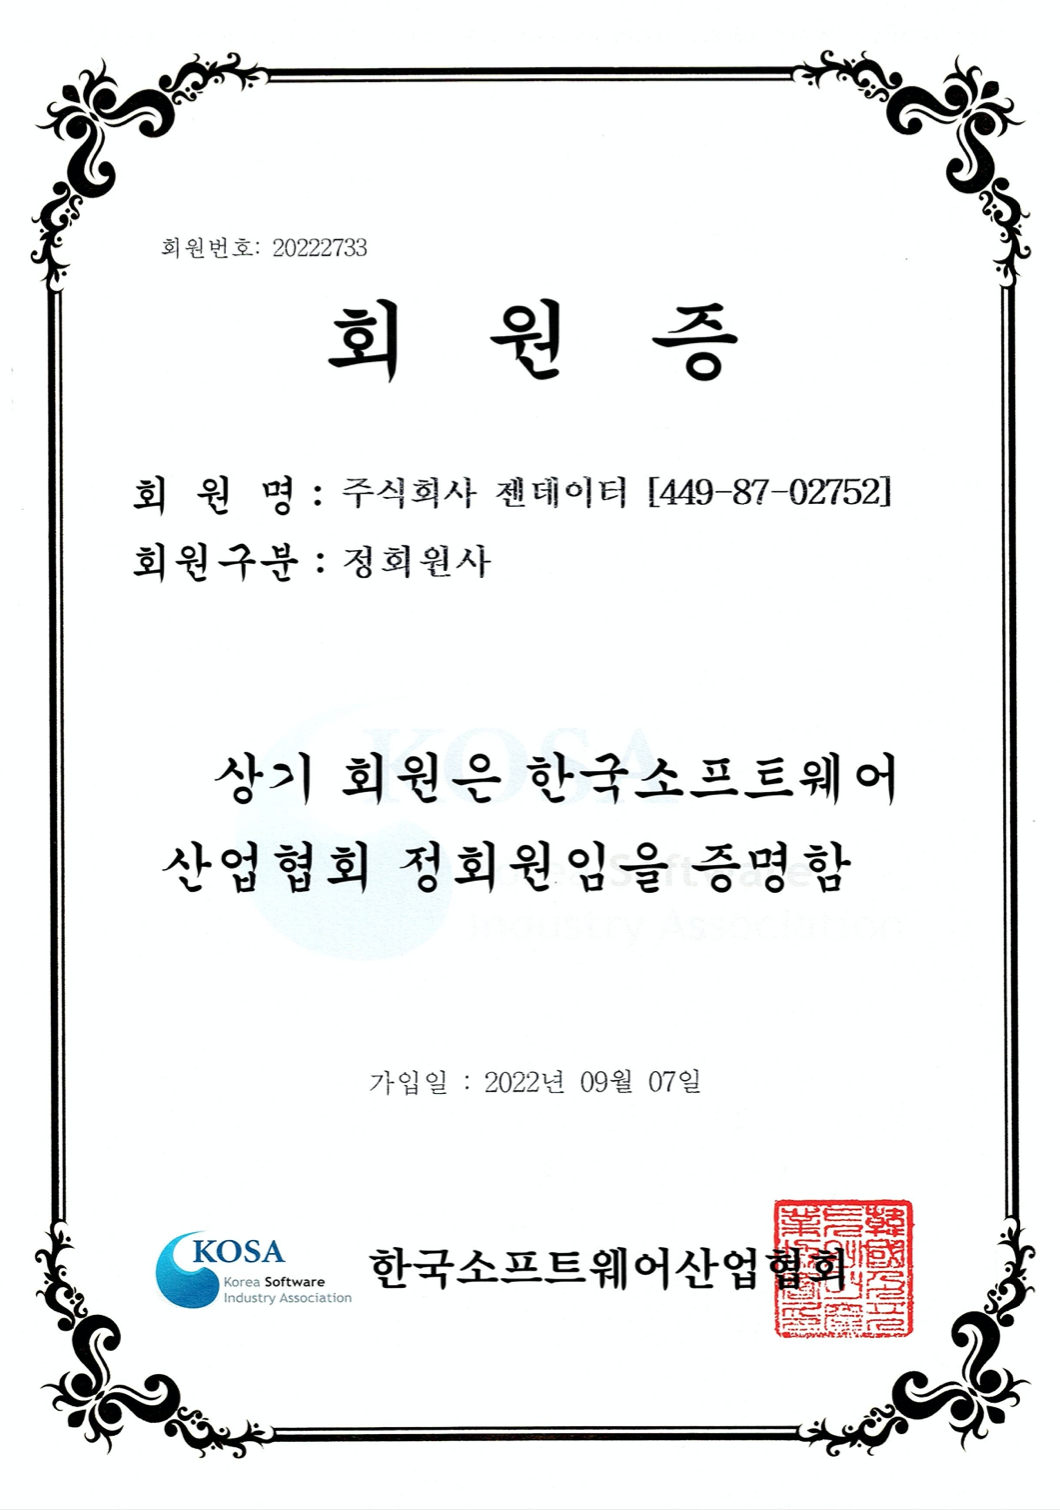 회원번호: 20222733
회 원 증
회 원 명 : 주식회사 젠데이터 [449-87-02752]
회원구분 : 정회원사
상기 회원은 한국소프트웨어
산업협회 정회원임을 증명함
KOSA
Software
Industry Association
가입일 : 2022년 09월 07일
KOSA
Korea Software
Industry Association
한국소프트웨어산업협회